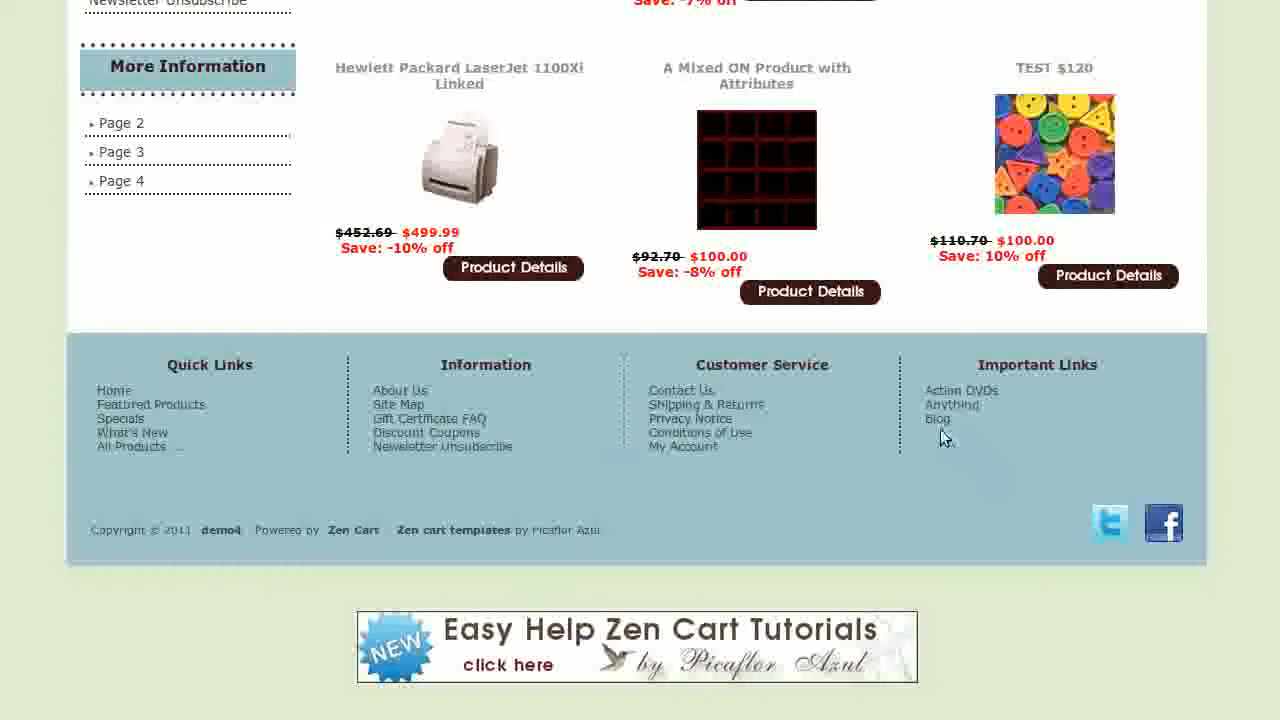 Newsletter Unsubscribe
Save: -7% off
More Information
Page 2
Page 3
Page 4
Hewlett Packard LaserJet 1100Xi
Linked
$452.69 $499.99
Save: -10% off
Product Details
A Mixed ON Product with
Attributes
$92.70 $100.00
Save: -8% off
Product Details
TEST $120
$110.70 $100.00
Save: 10% off
Product Details
Quick Links
Home
Featured Products
Specials
What's New
All Products ...
Information
About Us
Site Map
Gift Certificate FAQ
Discount Coupons
Newsletter Unsubscribe
Customer Service
Contact Us
Shipping & Returns
Privacy Notice
Conditions of Use
My Account
Important Links
Action DVDs
Anything
Blog
Copyright © 2011 demo4 Powered by Zen Cart Zen cart templates by Picaflor Azul
NEW
Easy Help Zen Cart Tutorials
click here by Picaflor Azul